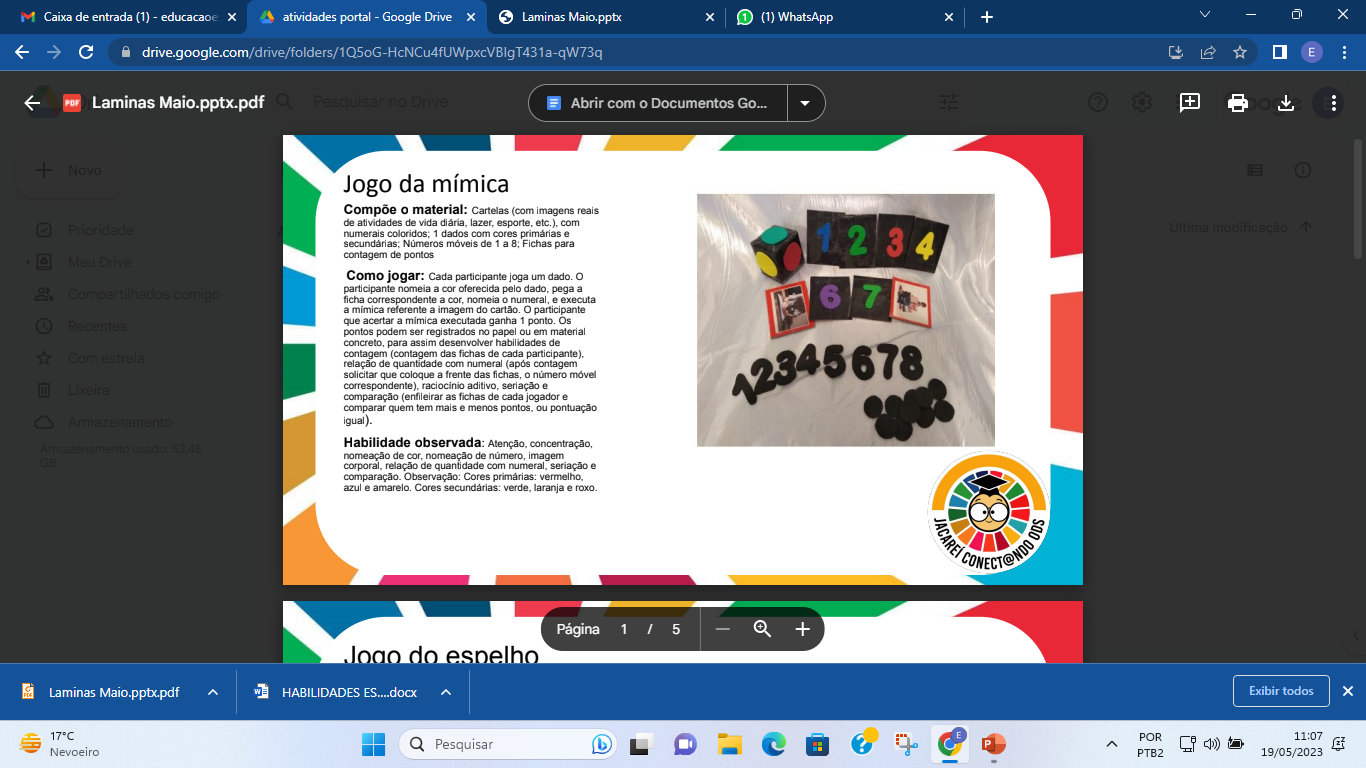 Caixa de entrada (1) - educacaoe
atividades portal - Google Drive
Laminas Maio.pptx
(1) WhatsApp
drive.google.com/drive/folders/1Q5oG-HcNCu4fUWpxcVBIgT431a-qW73q
E
PDF
Laminas Maio.pptx.pdf
Pesquisar no Drive
Abrir com o Documentos Go...
Novo
Prioridade
Meu Drive
Compartilhados comigo
Recentes
Com estrela
Lixeira
Armazenamento
Armazenamento usado: 53,48
GB
Última modificação
Jogo da mímica
Compõe o material: Cartelas (com imagens reais
de atividades de vida diária, lazer, esporte, etc.), com
numerais coloridos; 1 dados com cores primárias e
secundárias; Números móveis de 1 a 8; Fichas para
contagem de pontos
Como jogar: Cada participante joga um dado. O
participante nomeia a cor oferecida pelo dado, pega a
ficha correspondente a cor, nomeia o numeral, e executa
a mímica referente a imagem do cartão. O participante
que acertar a mímica executada ganha 1 ponto. Os
pontos podem ser registrados no papel ou em material
concreto, para assim desenvolver habilidades de
contagem (contagem das fichas de cada participante),
relação de quantidade com numeral (após contagem
solicitar que coloque a frente das fichas, o número móvel
correspondente), raciocínio aditivo, seriação e
comparação (enfileirar as fichas de cada jogador e
comparar quem tem mais e menos pontos, ou pontuação
igual).
Habilidade observada: Atenção, concentração,
nomeação de cor, nomeação de número, imagem
corporal, relação de quantidade com numeral, seriação e
comparação. Observação: Cores primárias: vermelho,
azul e amarelo. Cores secundárias: verde, laranja e roxo.
1 2 3 4
6 7
1 2 3 4 5 6 7 8
JACAREÍ CONECT@NDO ODS
Página 1 / 5
Jogo do espelho
Laminas Maio.pptx.pdf
HABILIDADES ES....docx
Exibir todos
17°C
Nevoeiro
Pesquisar
E
POR
PTB2
11:07
19/05/2023